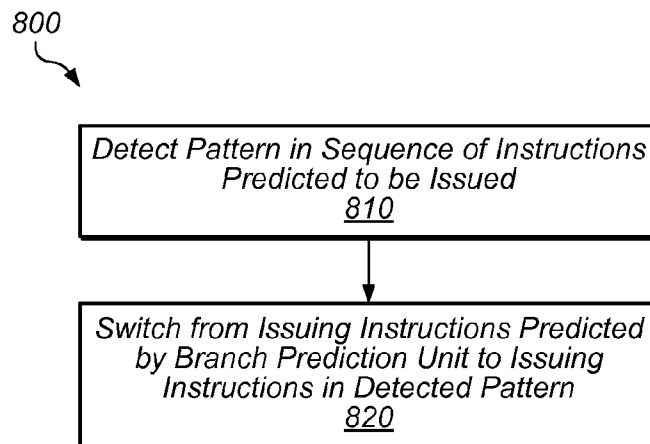 800
Detect Pattern in Sequence of Instructions
Predicted to be Issued
810
Switch from Issuing Instructions Predicted
by Branch Prediction Unit to Issuing
Instructions in Detected Pattern
820